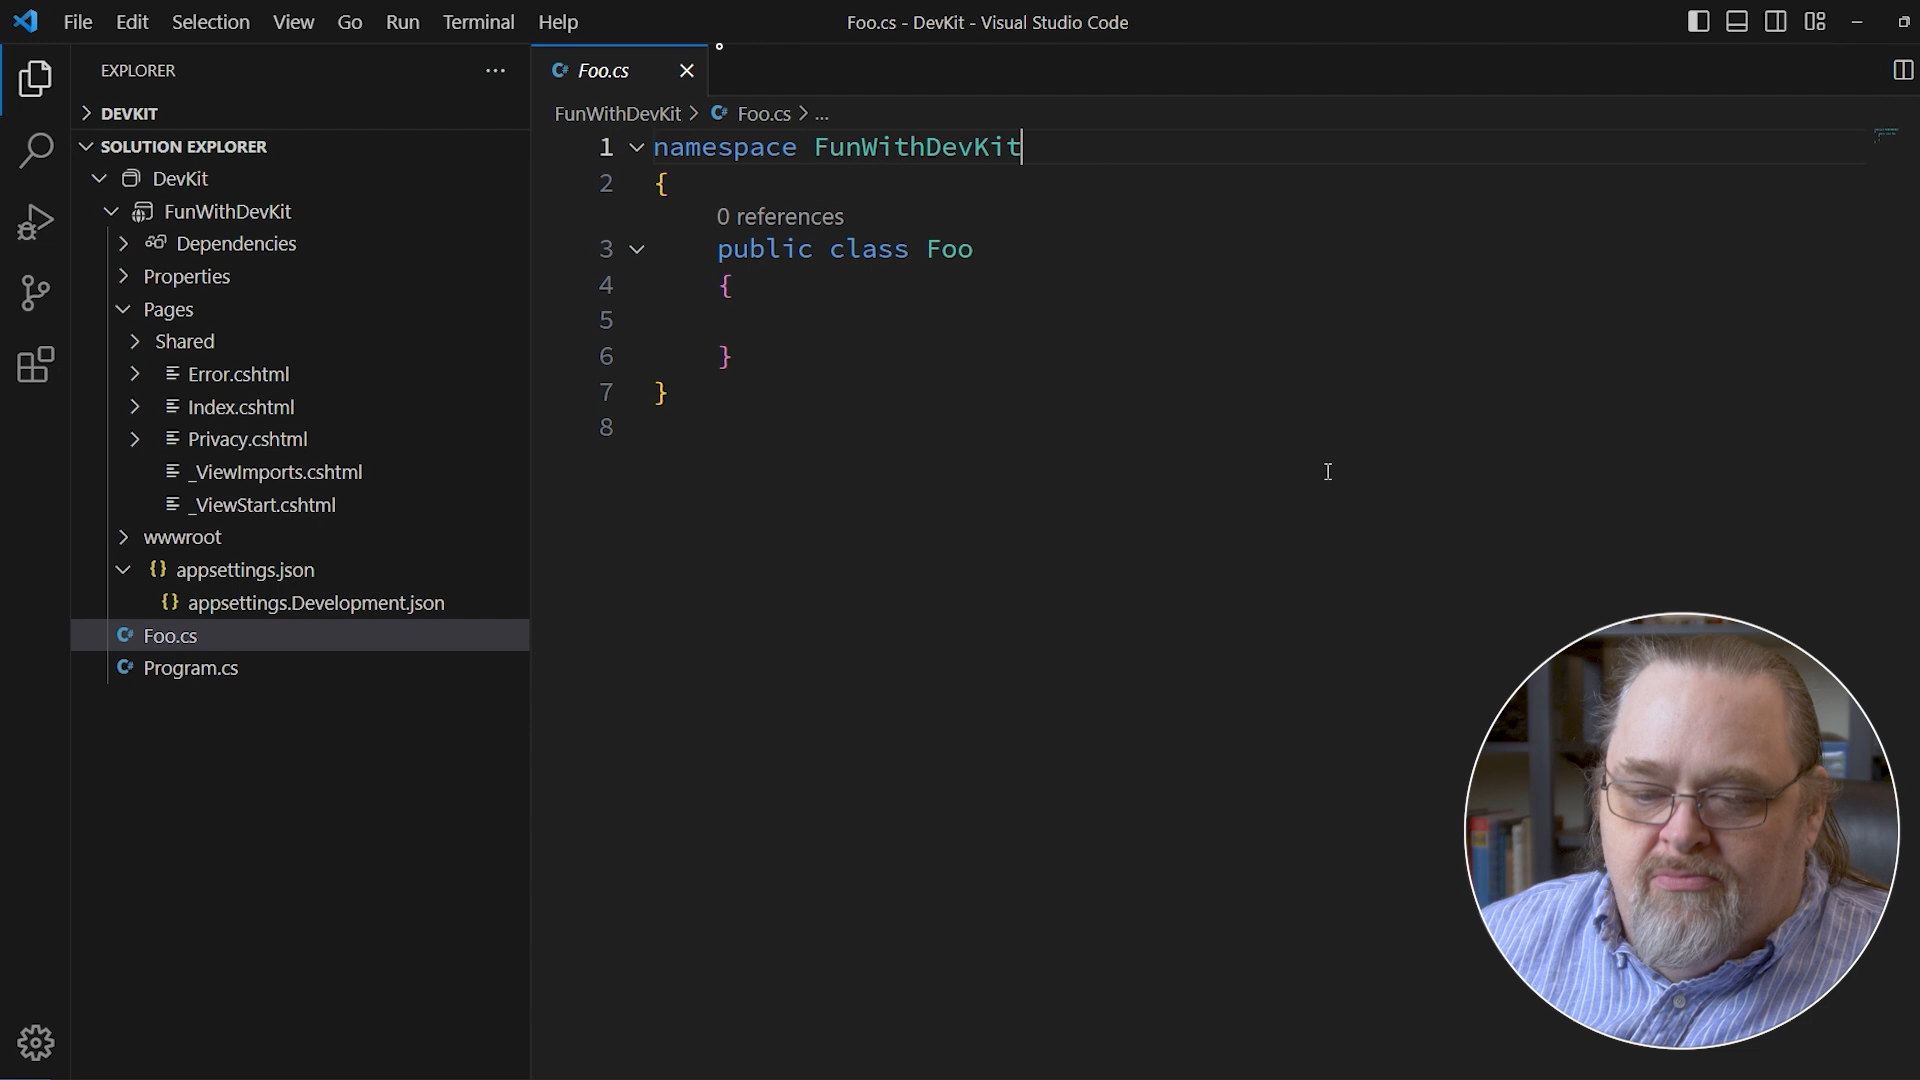 File Edit Selection View Go Run Terminal Help
Foo.cs - DevKit - Visual Studio Code
EXPLORER
DEVKIT
SOLUTION EXPLORER
DevKit
FunWithDevKit
Dependencies
Properties
Pages
Shared
Error.cshtml
Index.cshtml
Privacy.cshtml
_ViewImports.cshtml
_ViewStart.cshtml
wwwroot
{} appsettings.json
{} appsettings.Development.json
C# Foo.cs
C# Program.cs
C# Foo.cs
FunWithDevKit > C# Foo.cs > ...
1 namespace FunWithDevKit
2 {
0 references
3 public class Foo
4 {
5
6 }
7 }
8